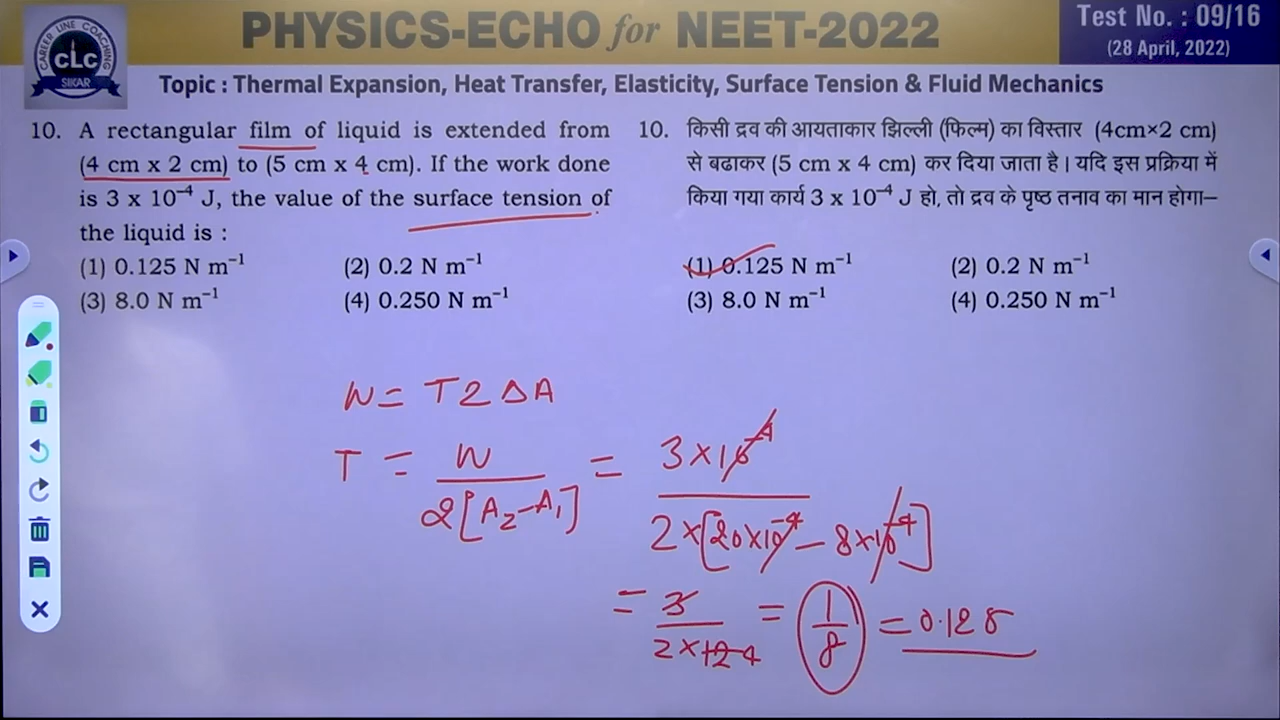 PHYSICS-ECHO for NEET-2022
Test No. : 09/16
(28 April, 2022)
CAREER LINE COACHING
CLC
SIKAR
Topic : Thermal Expansion, Heat Transfer, Elasticity, Surface Tension & Fluid Mechanics
10. A rectangular film of liquid is extended from
(4 cm x 2 cm) to (5 cm x 4 cm). If the work done
is 3 x 10⁻⁴ J, the value of the surface tension of
the liquid is :
(1) 0.125 N m⁻¹ (2) 0.2 N m⁻¹
(3) 8.0 N m⁻¹ (4) 0.250 N m⁻¹
10. किसी द्रव की आयताकार झिल्ली (फिल्म) का विस्तार (4cm×2 cm)
से बढाकर (5 cm x 4 cm) कर दिया जाता है। यदि इस प्रक्रिया में
किया गया कार्य 3 x 10⁻⁴ J हो, तो द्रव के पृष्ठ तनाव का मान होगा–
(1) 0.125 N m⁻¹ (2) 0.2 N m⁻¹
(3) 8.0 N m⁻¹ (4) 0.250 N m⁻¹
W = T 2 ΔA
T = W / 2[A₂-A₁] = 3×10⁻⁴ / 2×[20×10⁻⁴ - 8×10⁻⁴]
= 3 / 2×12 4 = 1/8 = 0.125